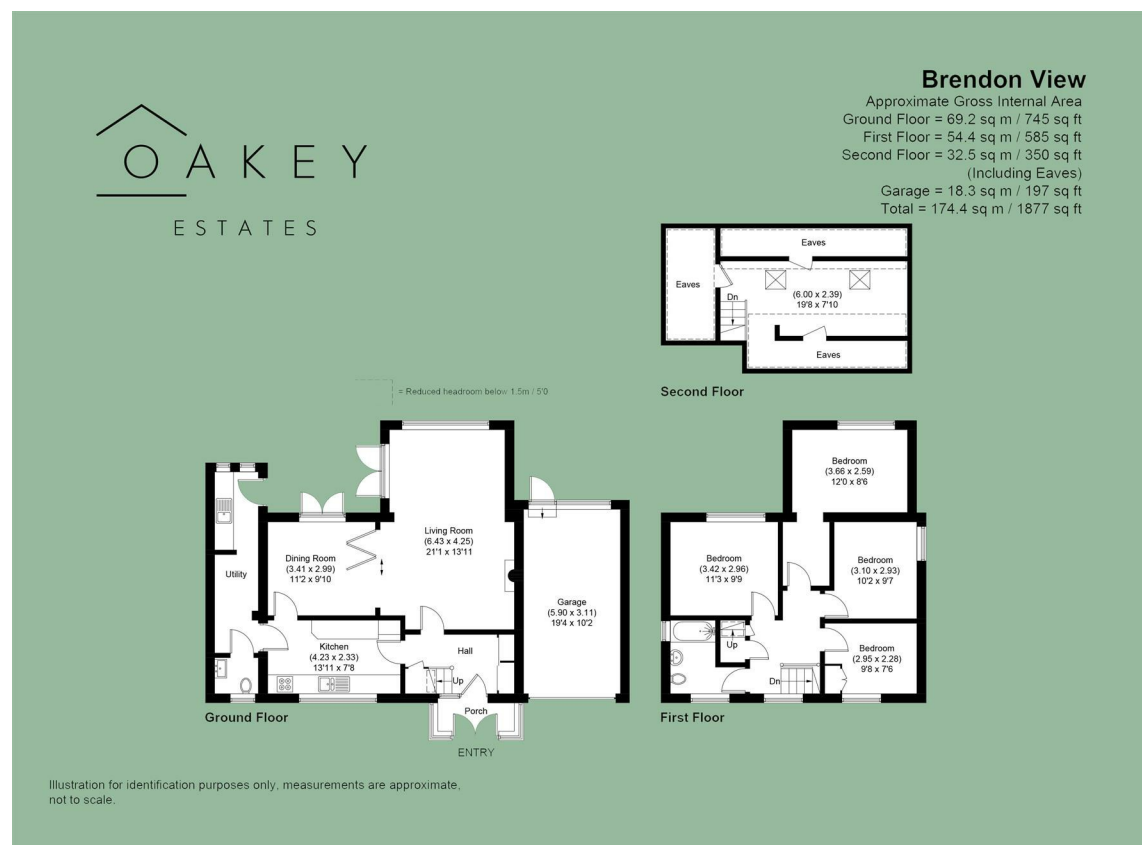 OAKEY
ESTATES
Brendon View
Approximate Gross Internal Area
Ground Floor = 69.2 sq m / 745 sq ft
First Floor = 54.4 sq m / 585 sq ft
Second Floor = 32.5 sq m / 350 sq ft
(Including Eaves)
Garage = 18.3 sq m / 197 sq ft
Total = 174.4 sq m / 1877 sq ft
Eaves
Eaves
Dn
(6.00 x 2.39)
19'8 x 7'10
Eaves
Second Floor
= Reduced headroom below 1.5m / 5'0
Living Room
(6.43 x 4.25)
21'1 x 13'11
Dining Room
(3.41 x 2.99)
11'2 x 9'10
Utility
Garage
(5.90 x 3.11)
19'4 x 10'2
Kitchen
(4.23 x 2.33)
13'11 x 7'8
Hall
Up
Porch
Ground Floor
ENTRY
Bedroom
(3.66 x 2.59)
12'0 x 8'6
Bedroom
(3.42 x 2.96)
11'3 x 9'9
Bedroom
(3.10 x 2.93)
10'2 x 9'7
Up
Bedroom
(2.95 x 2.28)
9'8 x 7'6
Dn
First Floor
Illustration for identification purposes only, measurements are approximate,
not to scale.